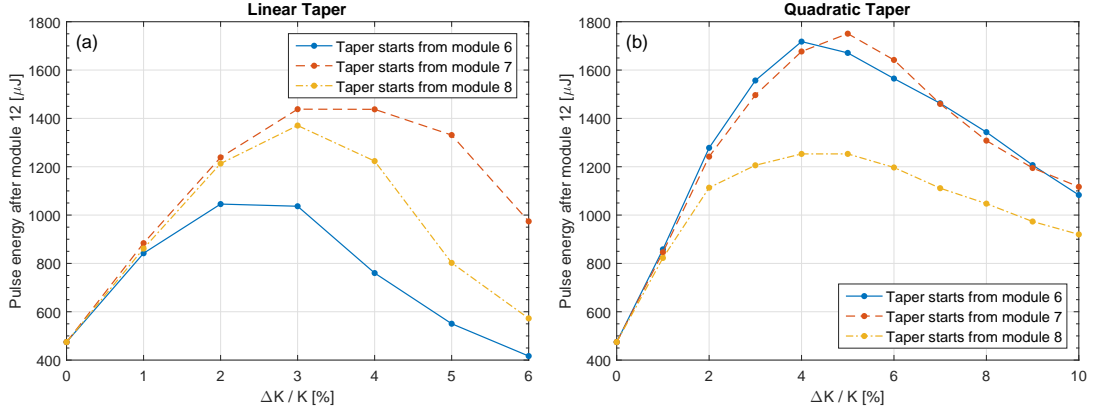 Linear Taper
(a)
Taper starts from module 6
Taper starts from module 7
Taper starts from module 8
Pulse energy after module 12 [μJ]
1800
1600
1400
1200
1000
800
600
400
0 1 2 3 4 5 6
ΔK / K [%]
Quadratic Taper
(b)
Taper starts from module 6
Taper starts from module 7
Taper starts from module 8
Pulse energy after module 12 [μJ]
1800
1600
1400
1200
1000
800
600
400
0 2 4 6 8 10
ΔK / K [%]